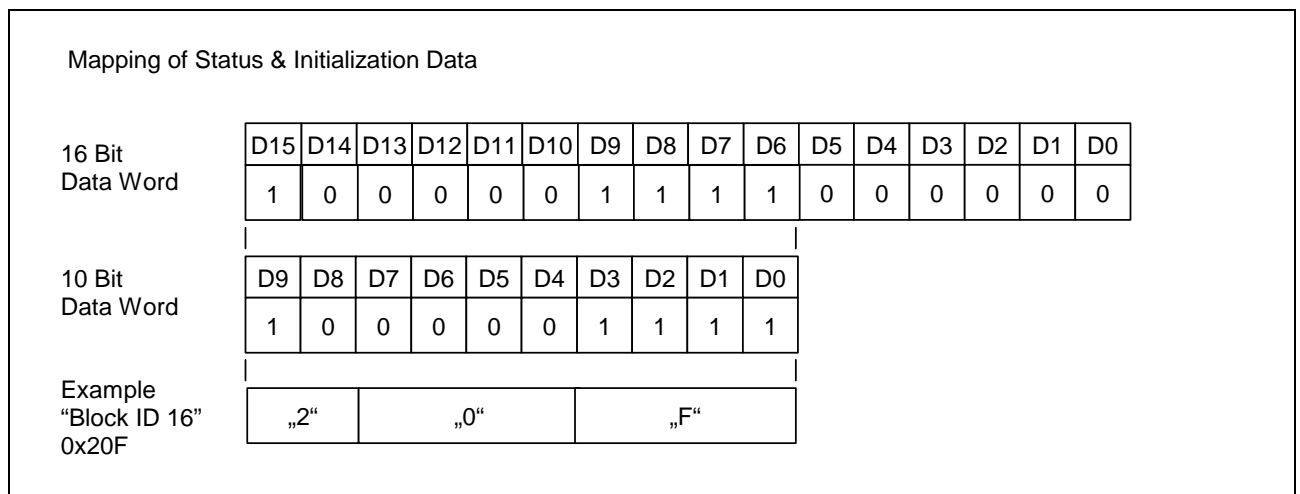 Mapping of Status & Initialization Data
16 Bit
Data Word
D15 D14 D13 D12 D11 D10 D9 D8 D7 D6 D5 D4 D3 D2 D1 D0
1 0 0 0 0 0 1 1 1 1 0 0 0 0 0 0
10 Bit
Data Word
D9 D8 D7 D6 D5 D4 D3 D2 D1 D0
1 0 0 0 0 0 1 1 1 1
Example
“Block ID 16”
0x20F
„2“ „0“ „F“